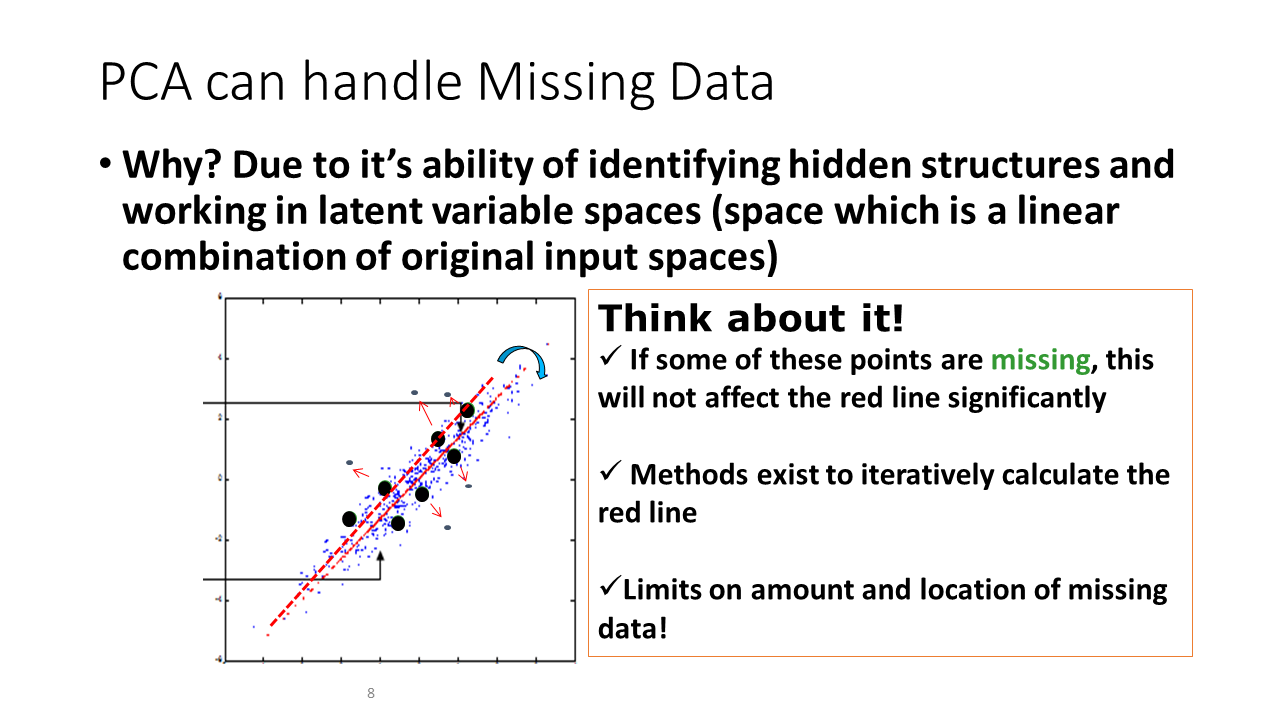 PCA can handle Missing Data
• Why? Due to it’s ability of identifying hidden structures and
working in latent variable spaces (space which is a linear
combination of original input spaces)
Think about it!
✓ If some of these points are missing, this
will not affect the red line significantly
✓ Methods exist to iteratively calculate the
red line
✓Limits on amount and location of missing
data!
8